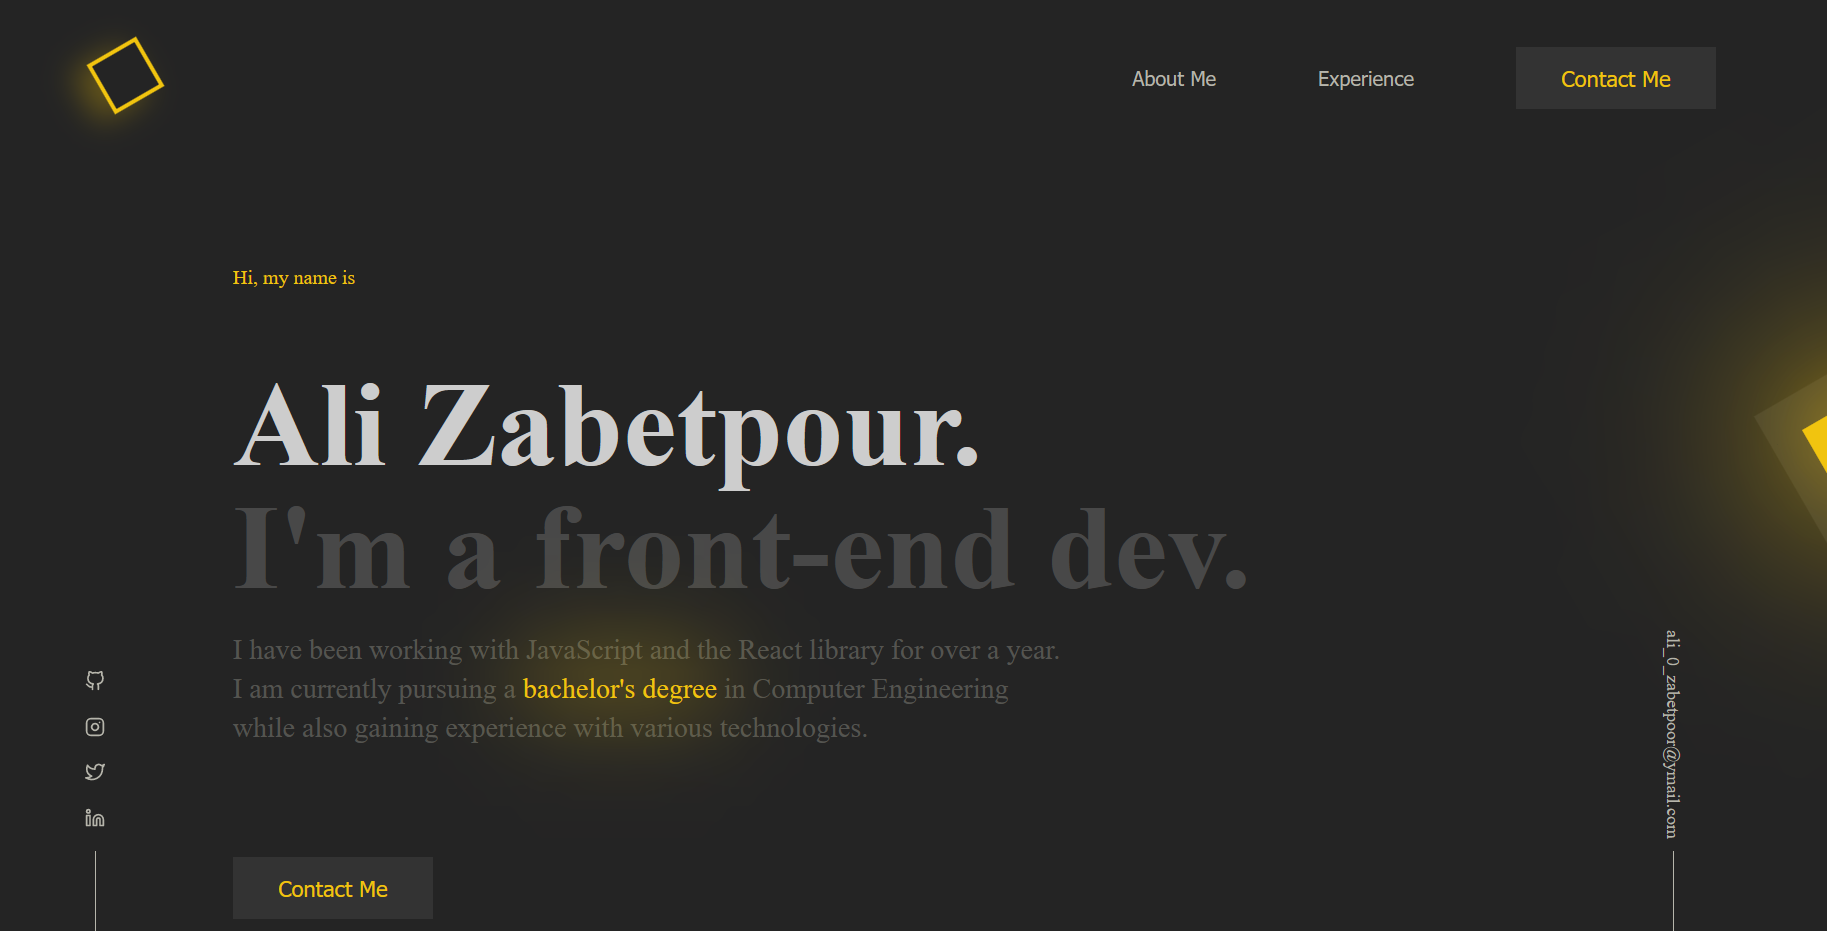 About Me
Experience
Contact Me
Hi, my name is
Ali Zabetpour.
I'm a front-end dev.
I have been working with JavaScript and the React library for over a year.
I am currently pursuing a bachelor's degree in Computer Engineering
while also gaining experience with various technologies.
ali_0_zabetpoor@ymail.com
Contact Me